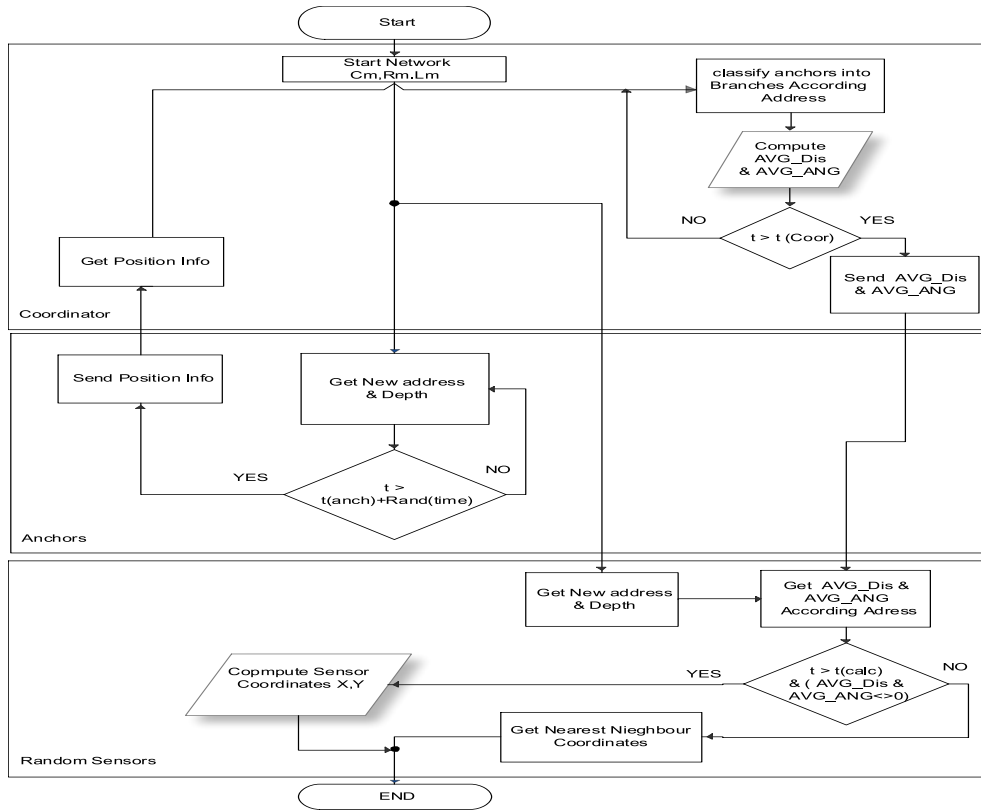 Start
Start Network
Cm,Rm.Lm
classify anchors into
Branches According
Address
Compute
AVG_Dis
& AVG_ANG
NO
YES
t > t (Coor)
Get Position Info
Send AVG_Dis
& AVG_ANG
Coordinator
Send Position Info
Get New address
& Depth
YES
NO
t >
t(anch)+Rand(time)
Anchors
Get New address
& Depth
Get AVG_Dis &
AVG_ANG
According Adress
Copmpute Sensor
Coordinates X,Y
YES
NO
t > t(calc)
& ( AVG_Dis &
AVG_ANG<>0)
Get Nearest Nieghbour
Coordinates
Random Sensors
END